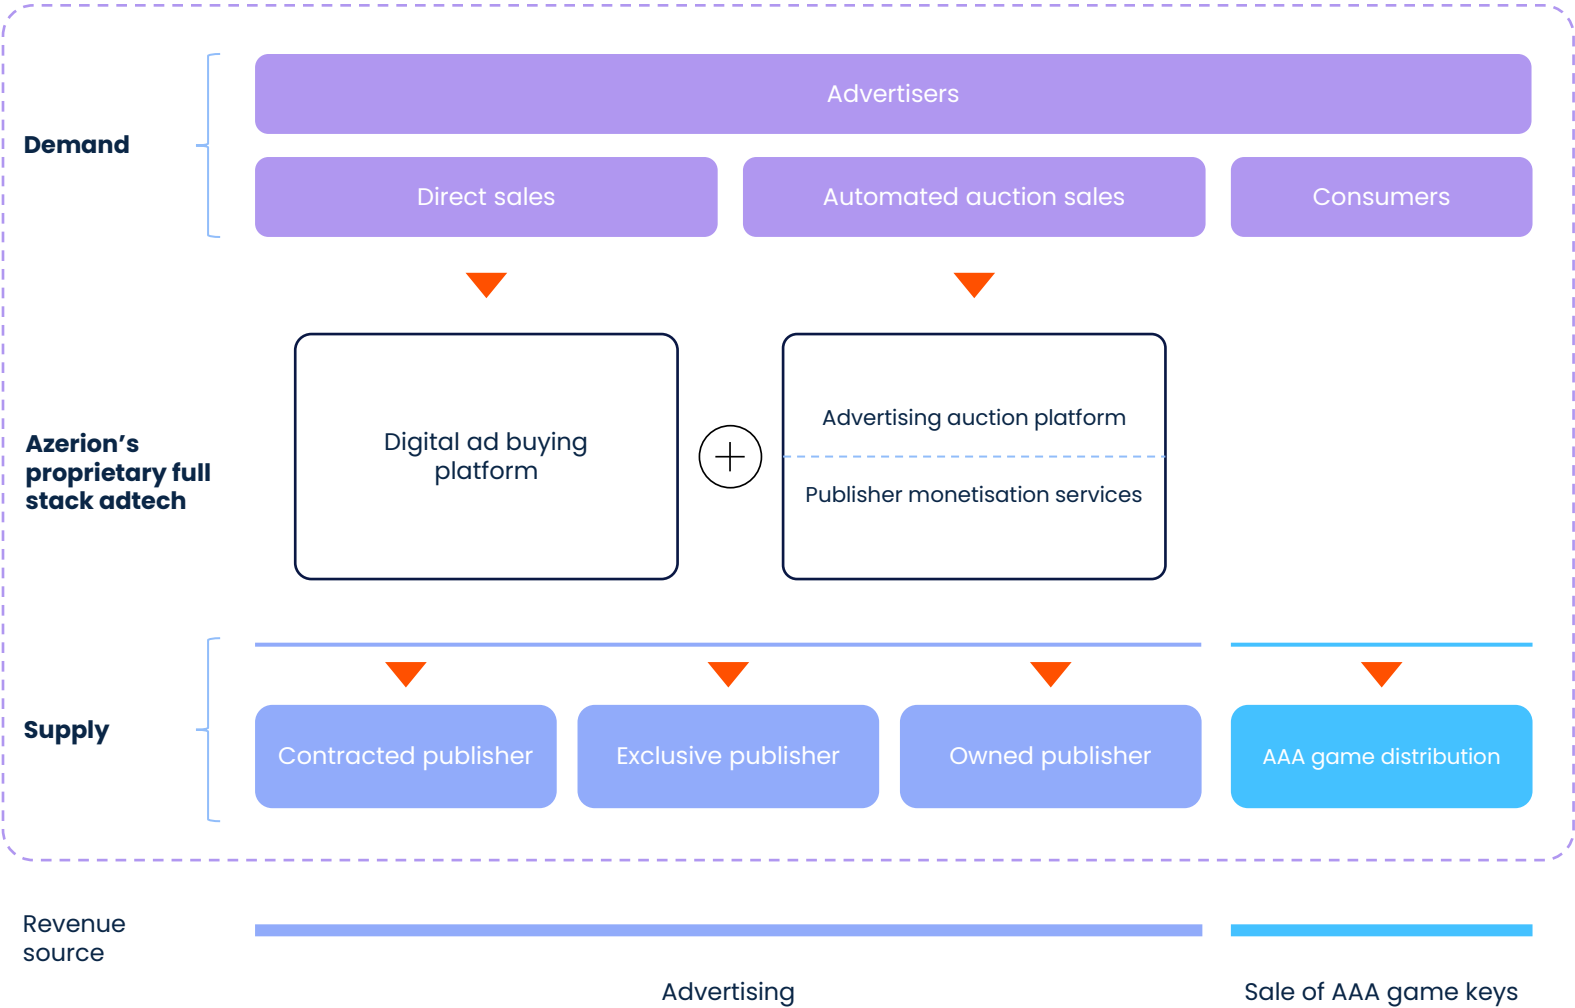 Demand
Advertisers
Direct sales
Automated auction sales
Consumers
Azerion’s
proprietary full
stack adtech
Digital ad buying
platform
Advertising auction platform
Publisher monetisation services
Supply
Contracted publisher
Exclusive publisher
Owned publisher
AAA game distribution
Revenue
source
Advertising
Sale of AAA game keys